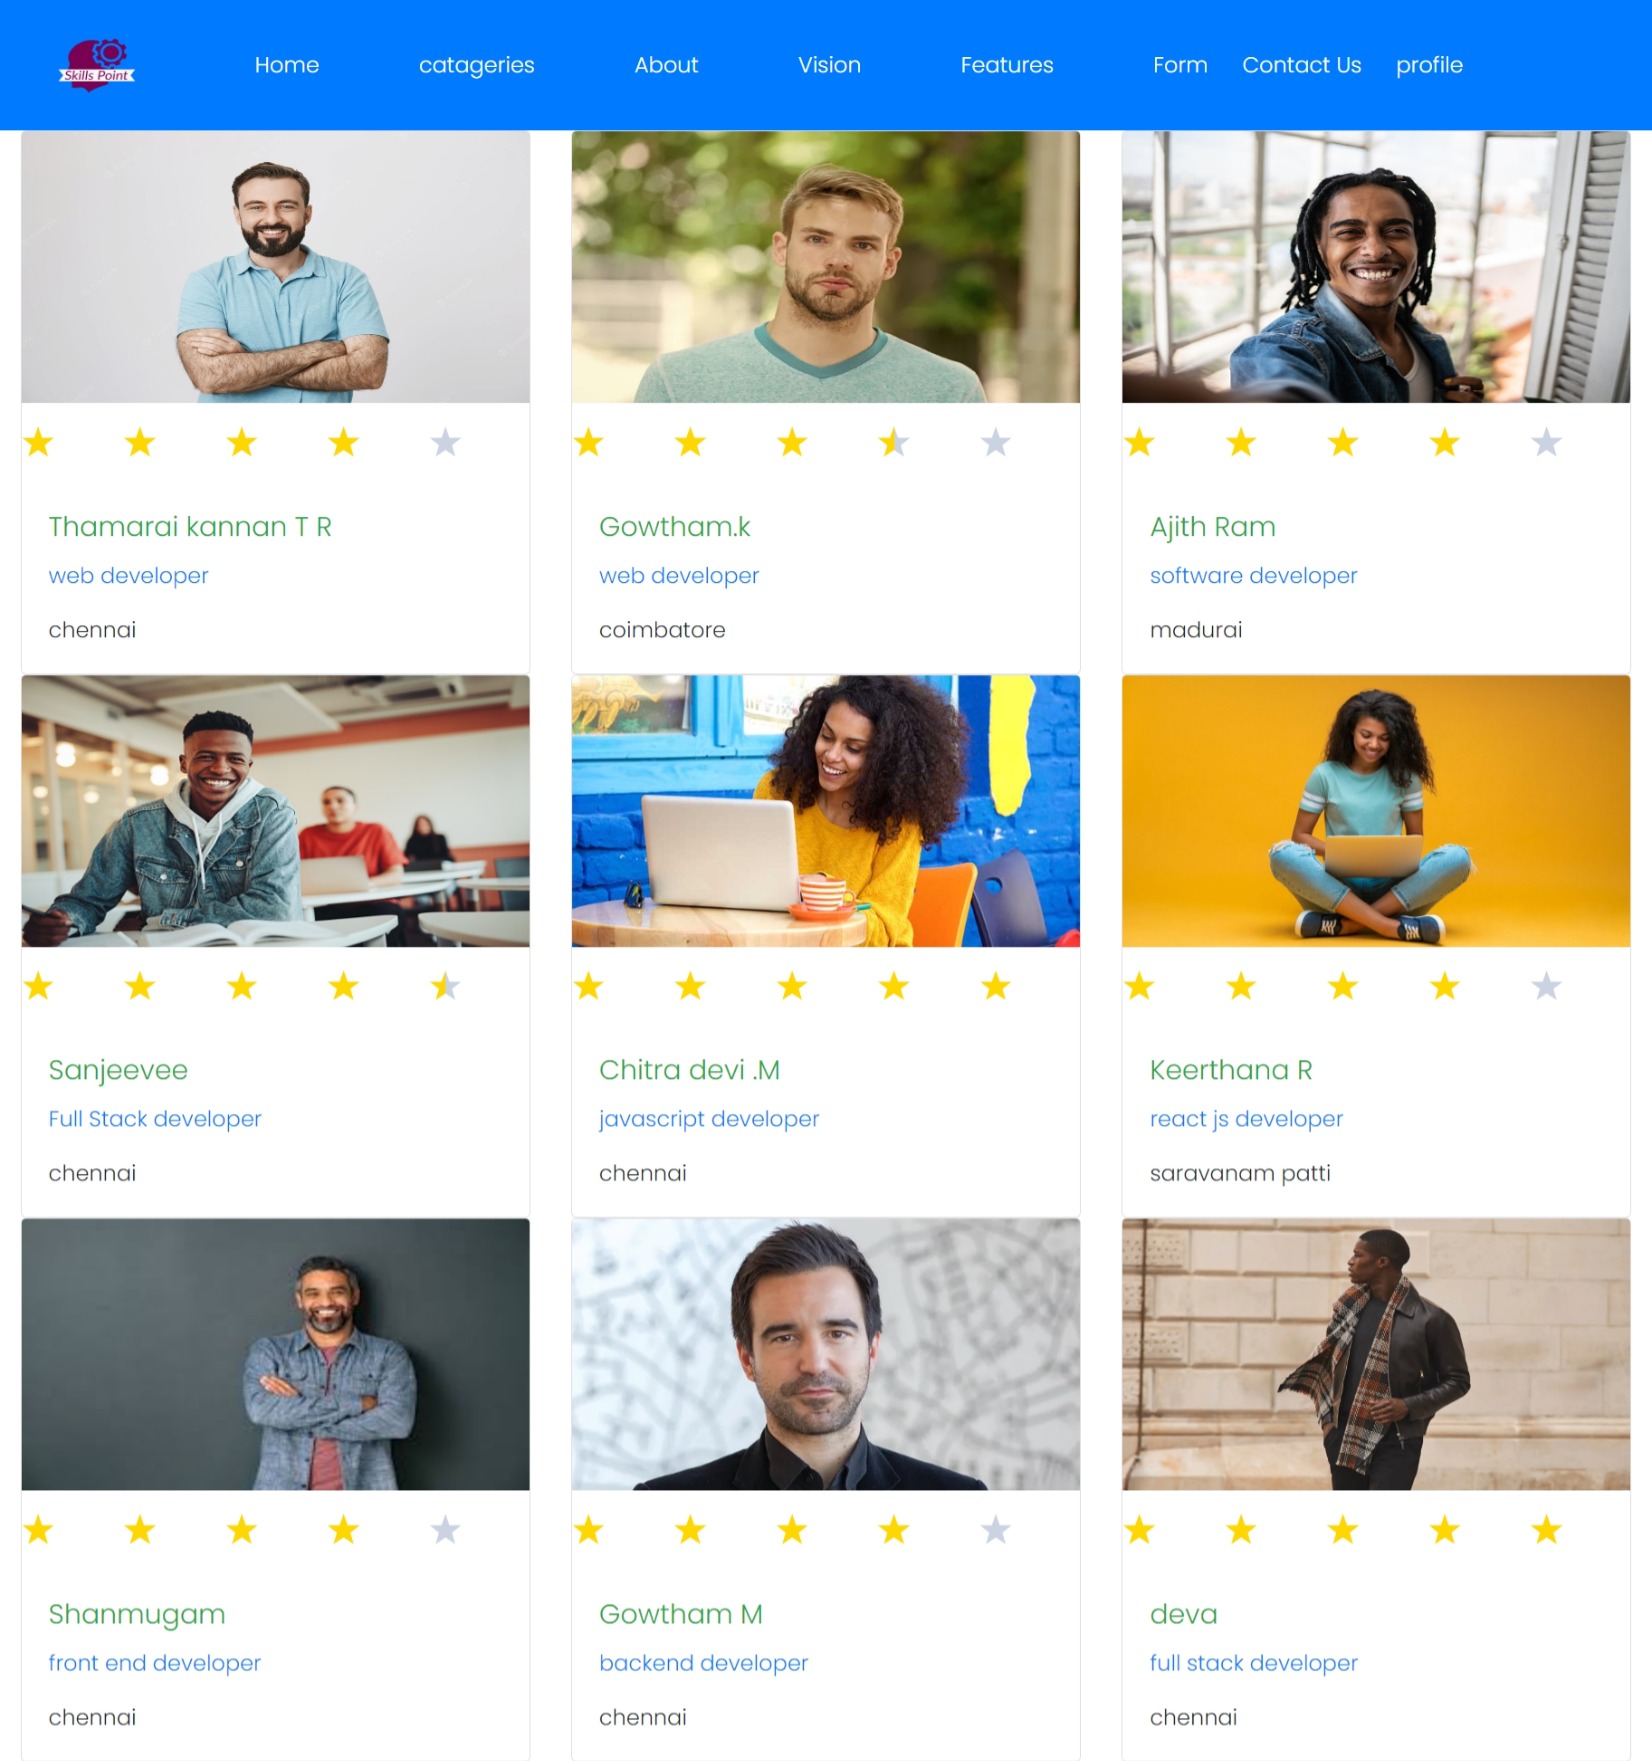 Skills Point
Home catageries About Vision Features Form Contact Us profile
Thamarai kannan T R
web developer
chennai
Gowtham.k
web developer
coimbatore
Ajith Ram
software developer
madurai
Sanjeevee
Full Stack developer
chennai
Chitra devi .M
javascript developer
chennai
Keerthana R
react js developer
saravanam patti
Shanmugam
front end developer
chennai
Gowtham M
backend developer
chennai
deva
full stack developer
chennai